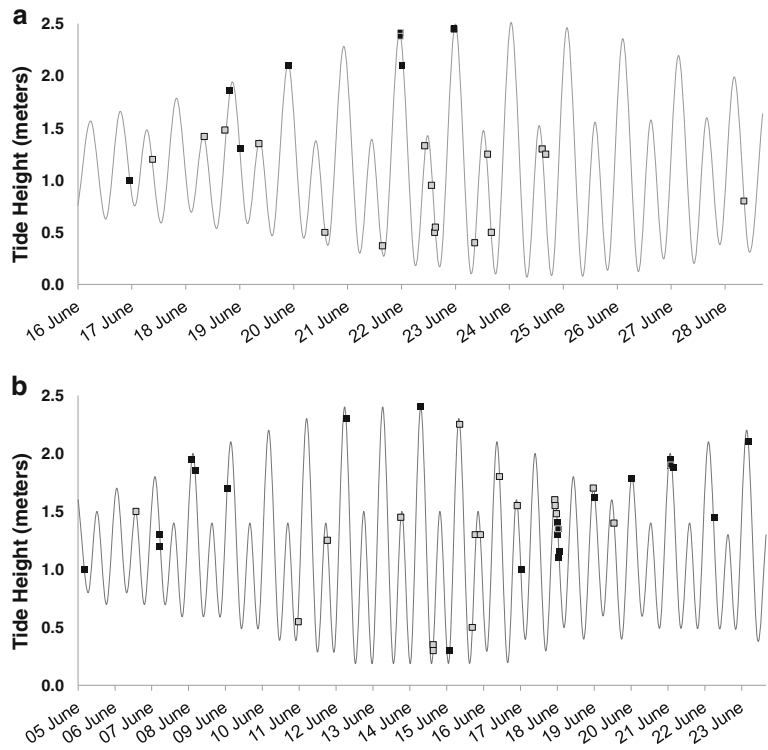 a
Tide Height (meters)
2.5
2.0
1.5
1.0
0.5
0.0
16 June
17 June
18 June
19 June
20 June
21 June
22 June
23 June
24 June
25 June
26 June
27 June
28 June
b
Tide Height (meters)
2.5
2.0
1.5
1.0
0.5
0.0
05 June
06 June
07 June
08 June
09 June
10 June
11 June
12 June
13 June
14 June
15 June
16 June
17 June
18 June
19 June
20 June
21 June
22 June
23 June